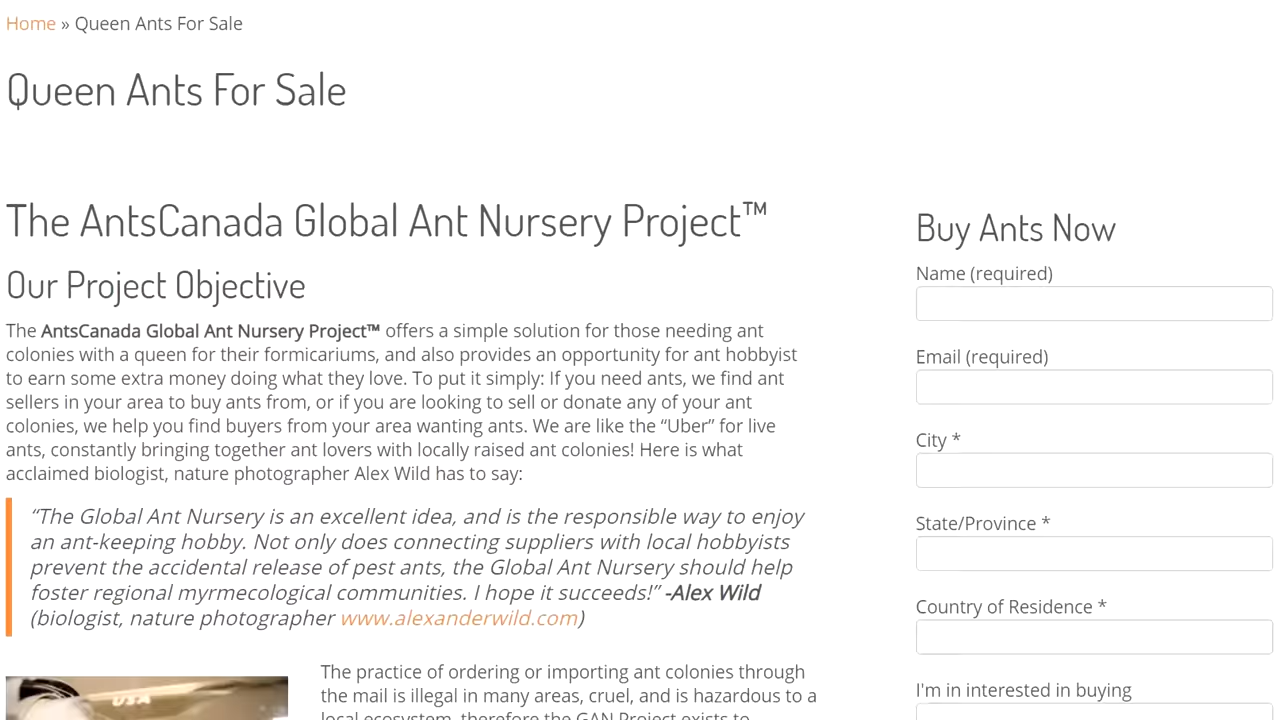 Home » Queen Ants For Sale
Queen Ants For Sale
The AntsCanada Global Ant Nursery Project™
Our Project Objective
The AntsCanada Global Ant Nursery Project™ offers a simple solution for those needing ant
colonies with a queen for their formicariums, and also provides an opportunity for ant hobbyist
to earn some extra money doing what they love. To put it simply: If you need ants, we find ant
sellers in your area to buy ants from, or if you are looking to sell or donate any of your ant
colonies, we help you find buyers from your area wanting ants. We are like the “Uber” for live
ants, constantly bringing together ant lovers with locally raised ant colonies! Here is what
acclaimed biologist, nature photographer Alex Wild has to say:
“The Global Ant Nursery is an excellent idea, and is the responsible way to enjoy
an ant-keeping hobby. Not only does connecting suppliers with local hobbyists
prevent the accidental release of pest ants, the Global Ant Nursery should help
foster regional myrmecological communities. I hope it succeeds!” -Alex Wild
(biologist, nature photographer www.alexanderwild.com)
USA
The practice of ordering or importing ant colonies through
the mail is illegal in many areas, cruel, and is hazardous to a
local ecosystem, therefore the GAN Project exists to
Buy Ants Now
Name (required)
Email (required)
City *
State/Province *
Country of Residence *
I'm in interested in buying